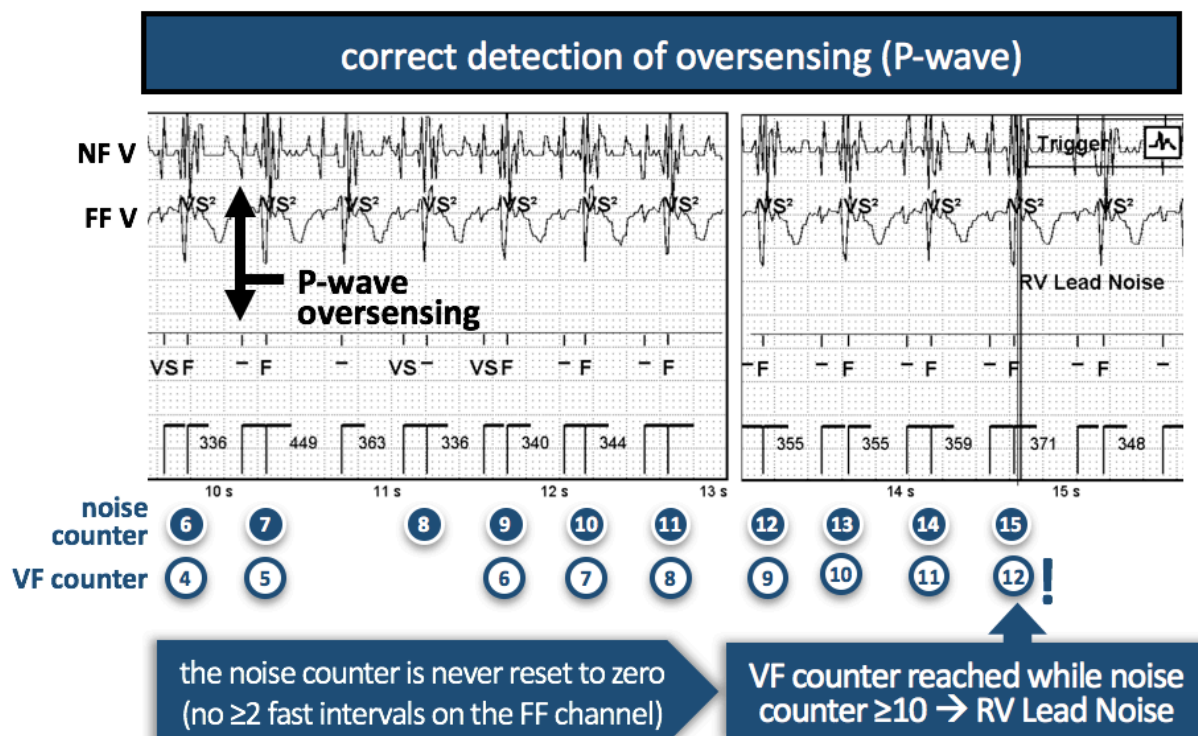 correct detection of oversensing (P-wave)
NF V
Trigger
VS² VS² VS² VS² VS² VS² VS² VS² VS² VS² VS² VS²
FF V
P-wave
oversensing
RV Lead Noise
VS F – F – VS – VS F – F – F – F – F – F – F – F –
336 449 363 336 340 344 355 355 359 371 348
10 s 11 s 12 s 13 s 14 s 15 s
noise
counter
6 7 8 9 10 11 12 13 14 15
VF counter
4 5 6 7 8 9 10 11 12 !
the noise counter is never reset to zero
(no ≥2 fast intervals on the FF channel)
VF counter reached while noise
counter ≥10 → RV Lead Noise